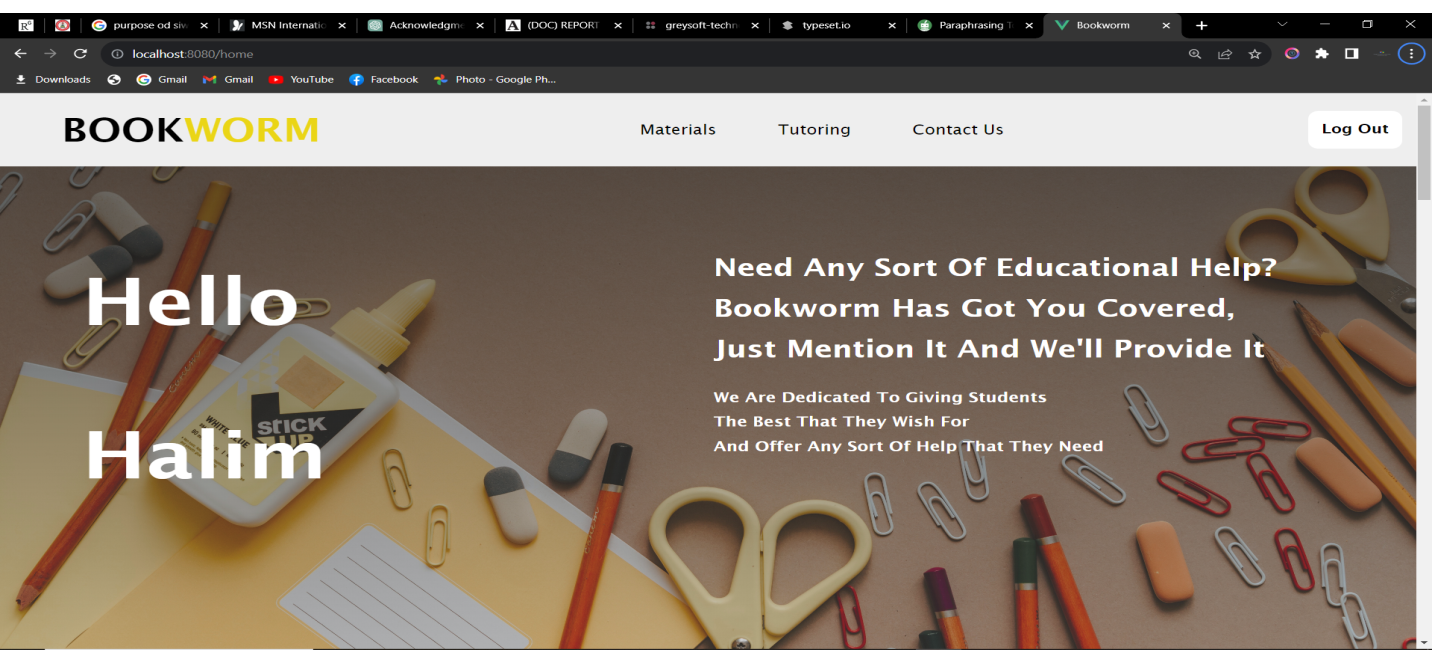 purpose od siw
MSN Internatio
Acknowledgme
(DOC) REPORT
greysoft-techn
typeset.io
Paraphrasing T
Bookworm
localhost:8080/home
Downloads
Gmail
Gmail
YouTube
Facebook
Photo - Google Ph...
BOOKWORM
Materials
Tutoring
Contact Us
Log Out
Hello
Halim
Need Any Sort Of Educational Help?
Bookworm Has Got You Covered,
Just Mention It And We'll Provide It
We Are Dedicated To Giving Students
The Best That They Wish For
And Offer Any Sort Of Help That They Need
WHITE GLUE
StICK
UP